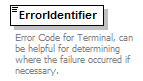 ErrorIdentifier
Error Code for Terminal, can
be helpful for determining
where the failure occurred if
necessary.